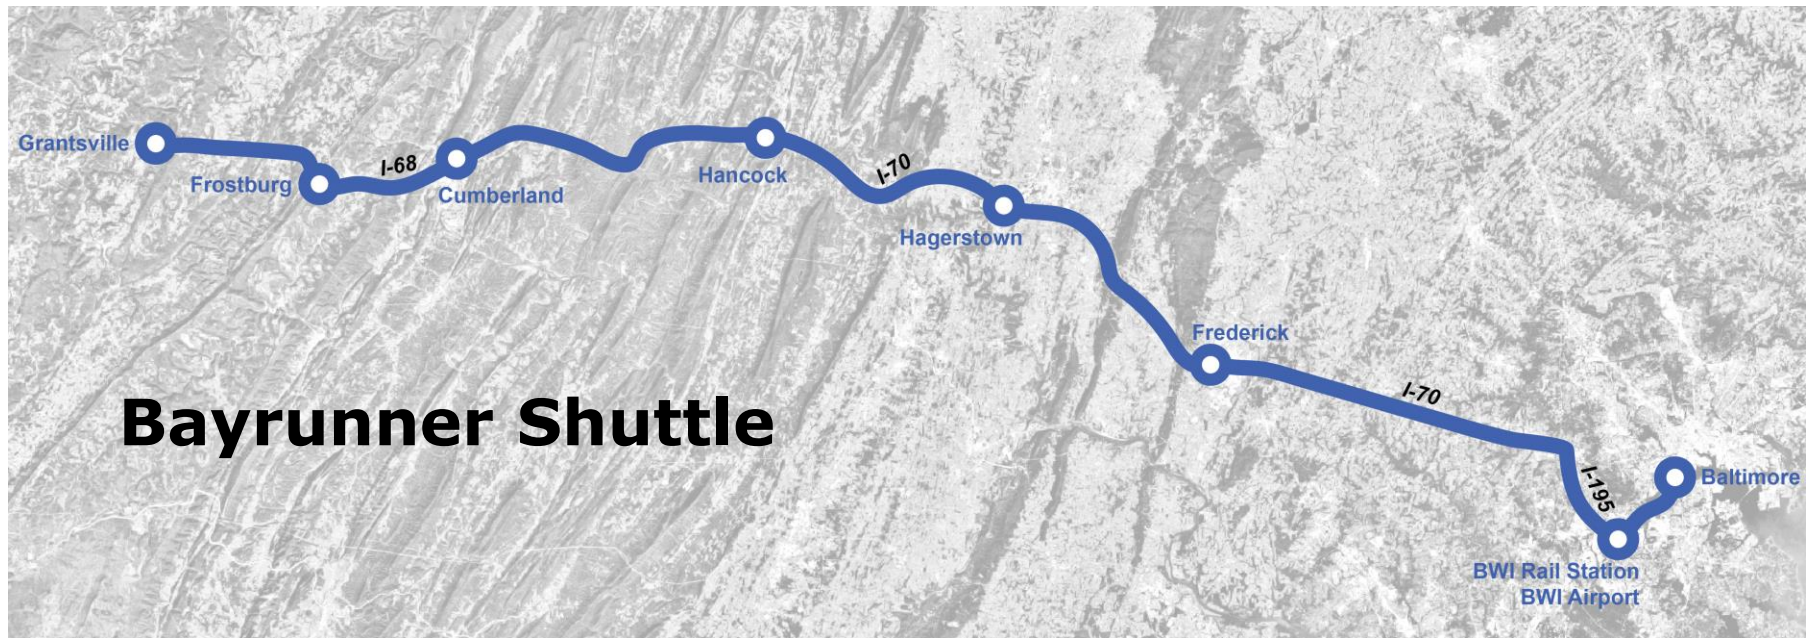 Grantsville
Frostburg
I-68
Cumberland
Hancock
I-70
Hagerstown
Frederick
I-70
Bayrunner Shuttle
I-195
Baltimore
BWI Rail Station
BWI Airport